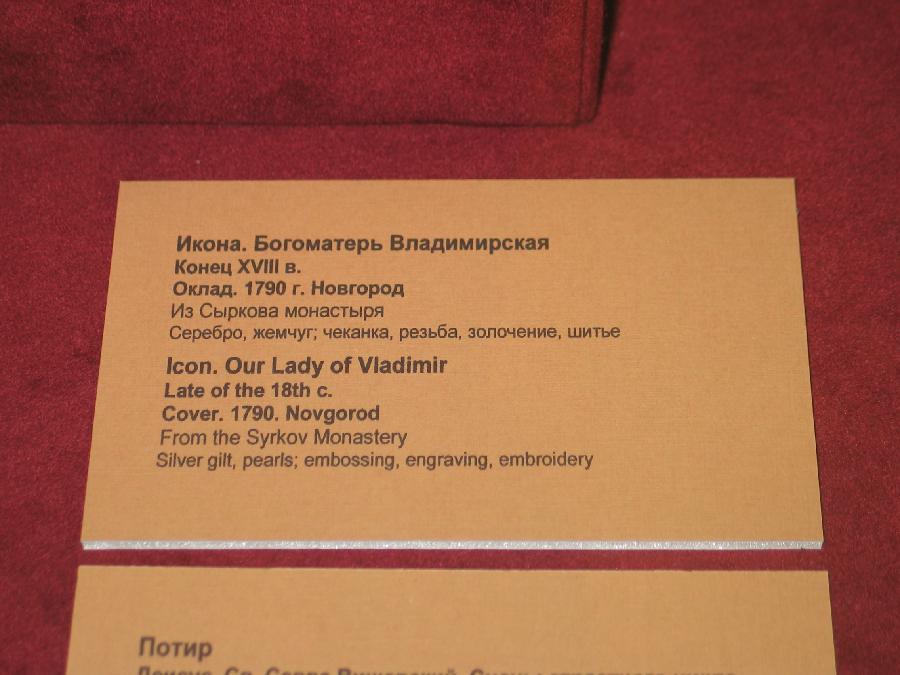 Икона. Богоматерь Владимирская
Конец XVIII в.
Оклад. 1790 г. Новгород
Из Сыркова монастыря
Серебро, жемчуг; чеканка, резьба, золочение, шитье
Icon. Our Lady of Vladimir
Late of the 18th c.
Cover. 1790. Novgorod
From the Syrkov Monastery
Silver gilt, pearls; embossing, engraving, embroidery
Потир